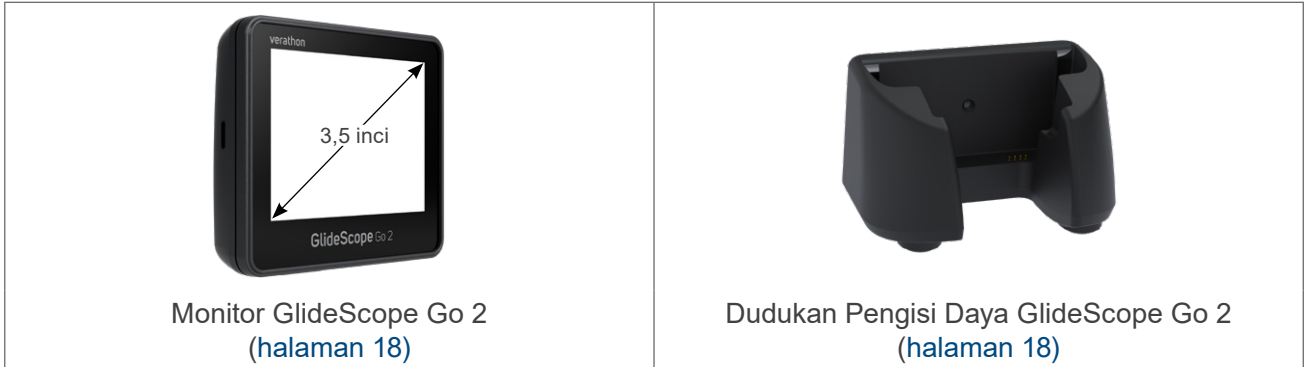 verathon
3,5 inci
GlideScope Go 2
Monitor GlideScope Go 2
(halaman 18)
Dudukan Pengisi Daya GlideScope Go 2
(halaman 18)